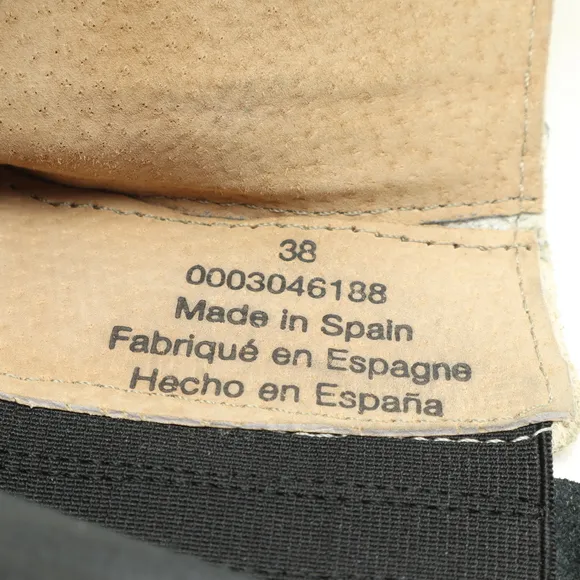 38
0003046188
Made in Spain
Fabriqué en Espagne
Hecho en España